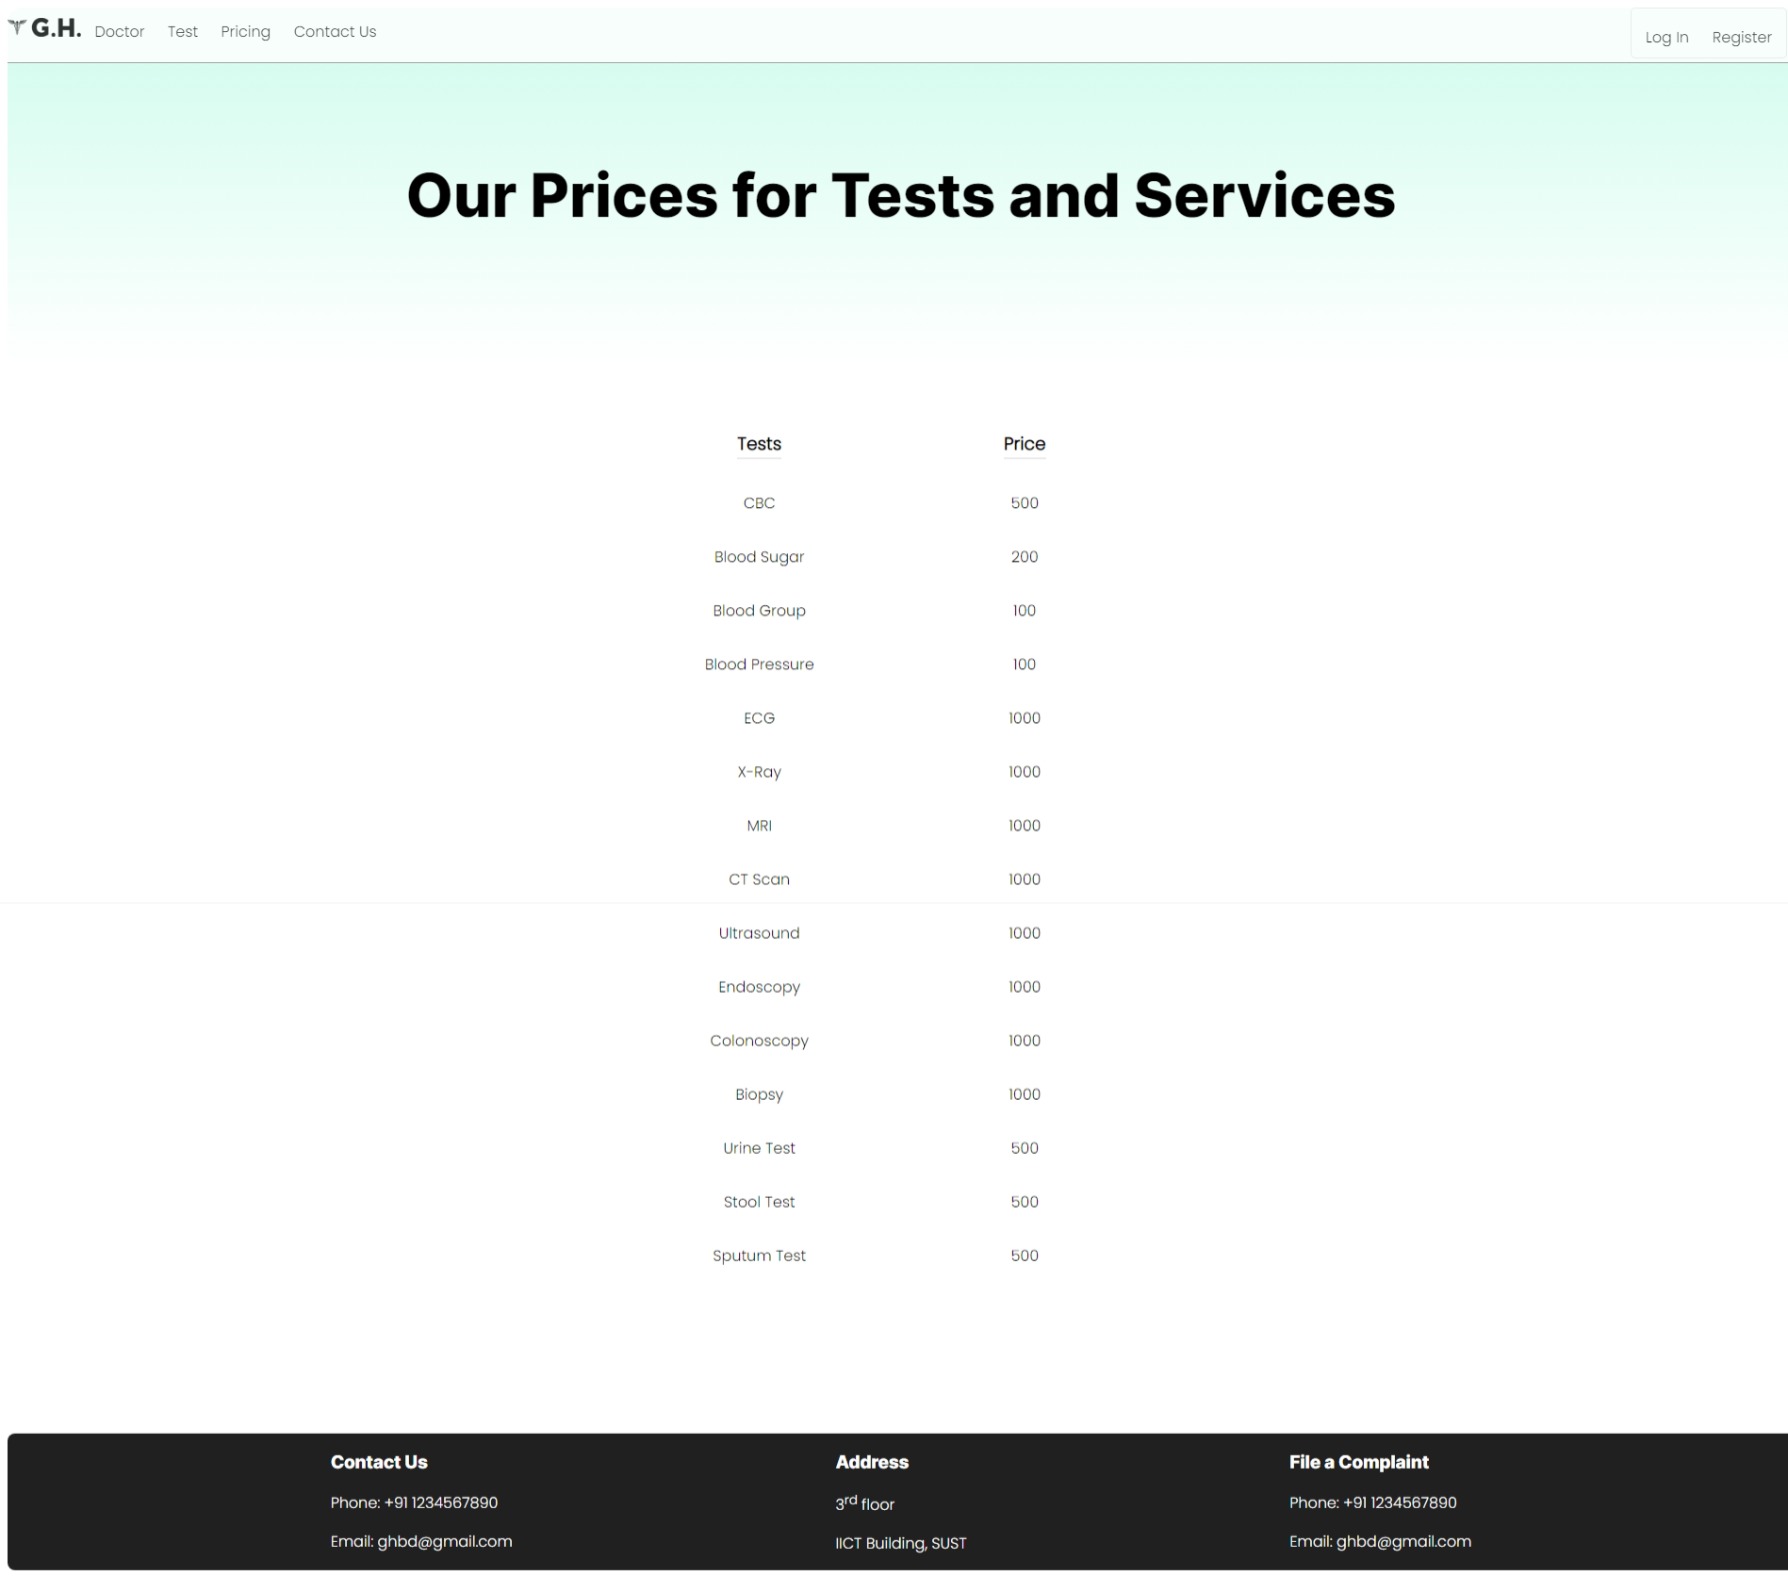 G.H. Doctor Test Pricing Contact Us Log In Register
Our Prices for Tests and Services
Tests Price
CBC 500
Blood Sugar 200
Blood Group 100
Blood Pressure 100
ECG 1000
X-Ray 1000
MRI 1000
CT Scan 1000
Ultrasound 1000
Endoscopy 1000
Colonoscopy 1000
Biopsy 1000
Urine Test 500
Stool Test 500
Sputum Test 500
Contact Us Address File a Complaint
Phone: +91 1234567890 3rd floor Phone: +91 1234567890
Email: ghbd@gmail.com IICT Building, SUST Email: ghbd@gmail.com